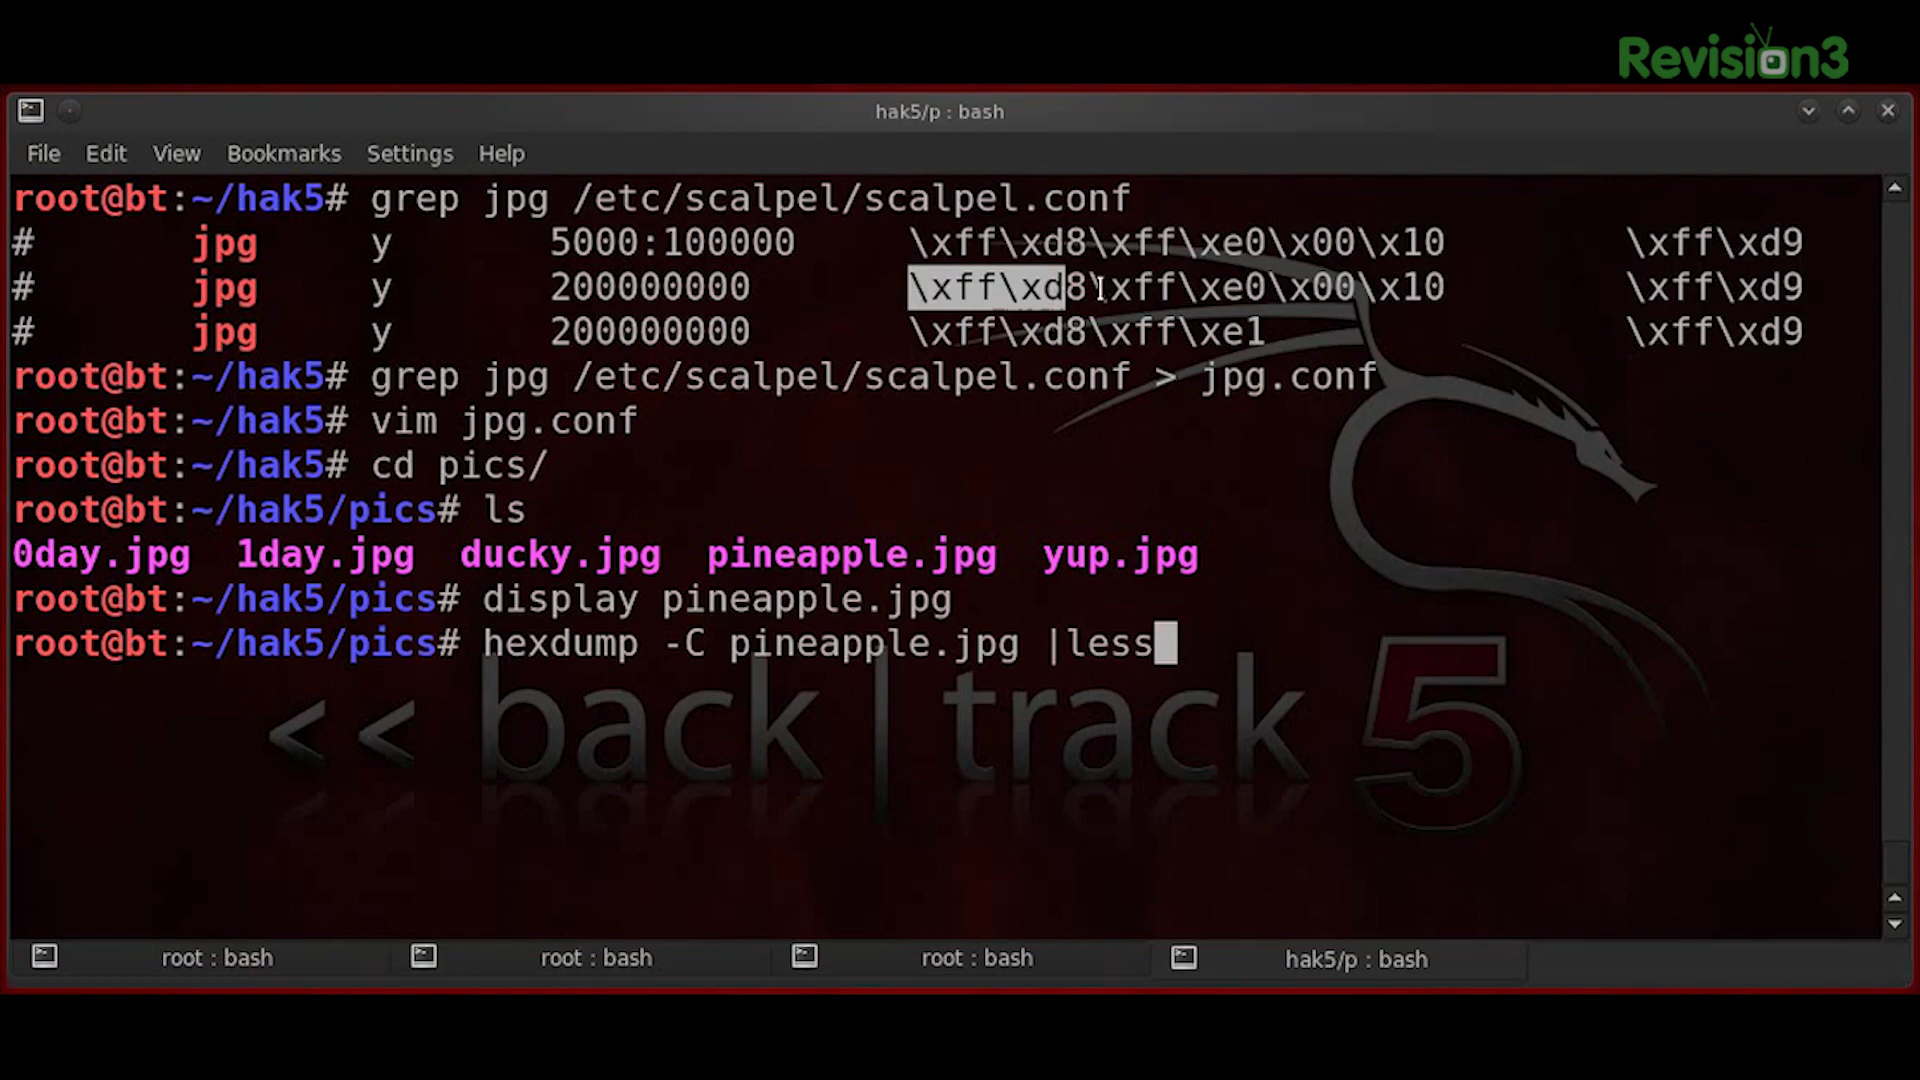 Revision3
hak5/p : bash
File Edit View Bookmarks Settings Help
root@bt:~/hak5# grep jpg /etc/scalpel/scalpel.conf
# jpg y 5000:100000 \xff\xd8\xff\xe0\x00\x10 \xff\xd9
# jpg y 200000000 \xff\xd8\xff\xe0\x00\x10 \xff\xd9
# jpg y 200000000 \xff\xd8\xff\xe1 \xff\xd9
root@bt:~/hak5# grep jpg /etc/scalpel/scalpel.conf > jpg.conf
root@bt:~/hak5# vim jpg.conf
root@bt:~/hak5# cd pics/
root@bt:~/hak5/pics# ls
0day.jpg 1day.jpg ducky.jpg pineapple.jpg yup.jpg
root@bt:~/hak5/pics# display pineapple.jpg
root@bt:~/hak5/pics# hexdump -C pineapple.jpg |less
<< back | track 5
root : bash root : bash root : bash hak5/p : bash